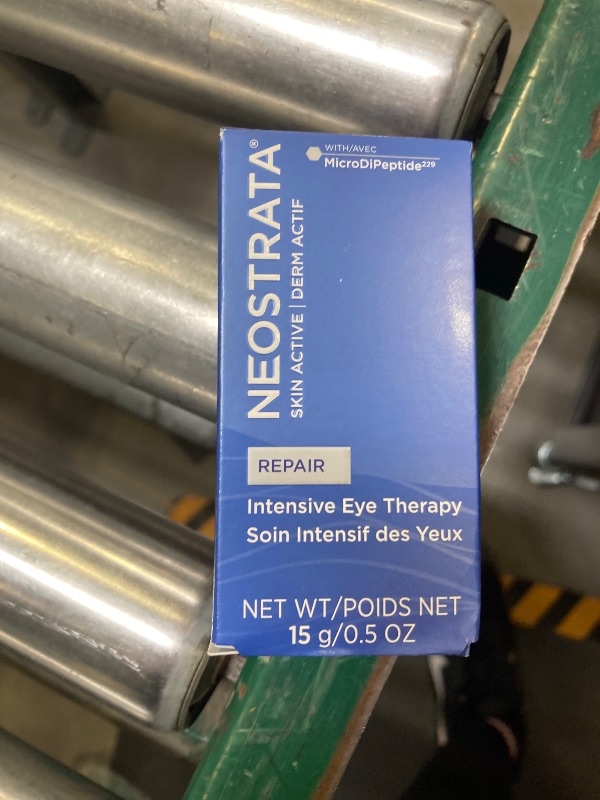 NEOSTRATA®
SKIN ACTIVE | DERM ACTIF
WITH/AVEC
MicroDiPeptide²²⁹
REPAIR
Intensive Eye Therapy
Soin Intensif des Yeux
NET WT/POIDS NET
15 g/0.5 OZ